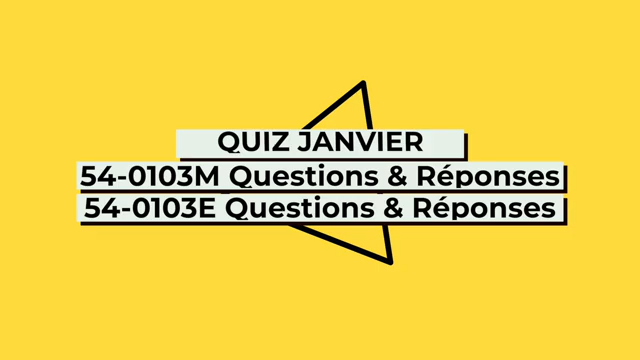 QUIZ JANVIER
54-0103M Questions & Réponses
54-0103E Questions & Réponses